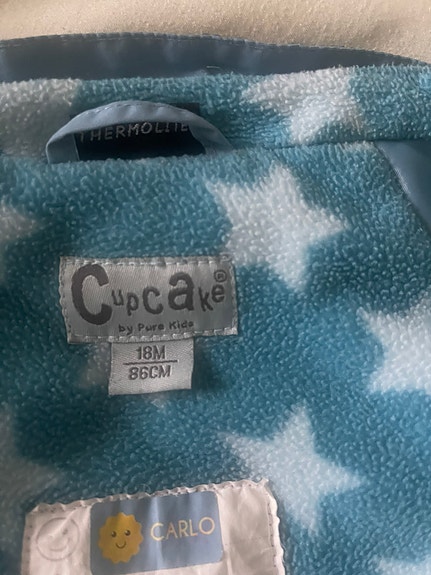 THERMOLITE
Cupcake®
by Pure Kids
18M
86CM
CARLO